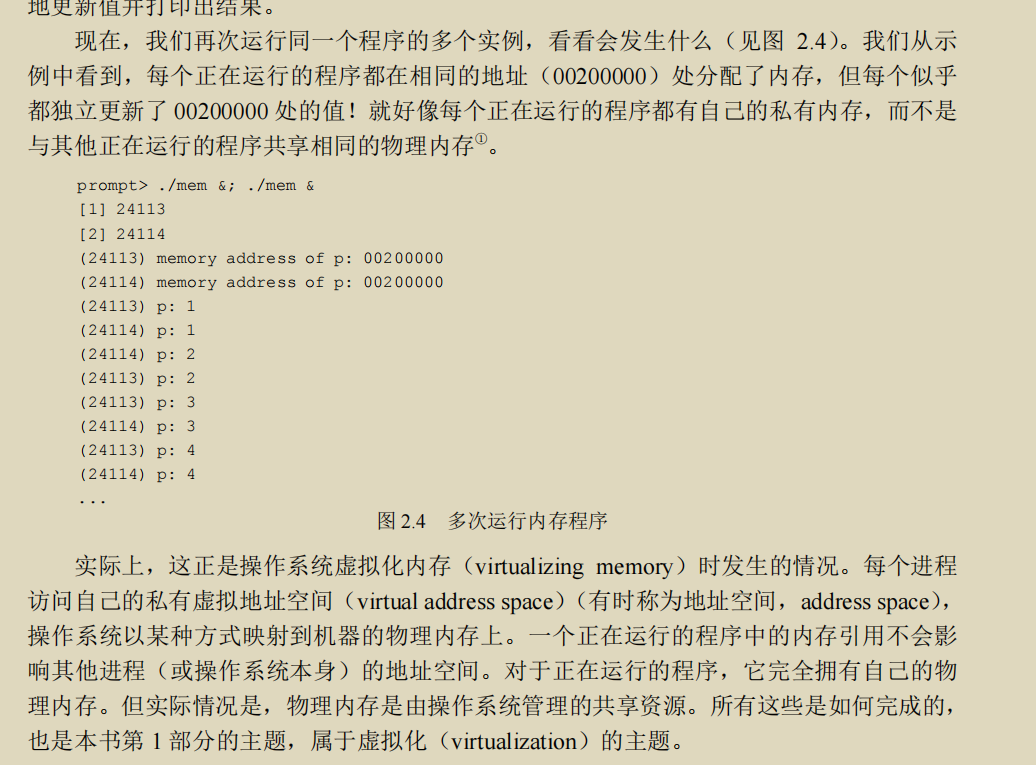 地更新值并打印出结果。
现在，我们再次运行同一个程序的多个实例，看看会发生什么（见图 2.4）。我们从示
例中看到，每个正在运行的程序都在相同的地址（00200000）处分配了内存，但每个似乎
都独立更新了 00200000 处的值！就好像每个正在运行的程序都有自己的私有内存，而不是
与其他正在运行的程序共享相同的物理内存①。
prompt> ./mem &; ./mem &
[1] 24113
[2] 24114
(24113) memory address of p: 00200000
(24114) memory address of p: 00200000
(24113) p: 1
(24114) p: 1
(24114) p: 2
(24113) p: 2
(24113) p: 3
(24114) p: 3
(24113) p: 4
(24114) p: 4
...
图 2.4 多次运行内存程序
实际上，这正是操作系统虚拟化内存（virtualizing memory）时发生的情况。每个进程
访问自己的私有虚拟地址空间（virtual address space）（有时称为地址空间，address space），
操作系统以某种方式映射到机器的物理内存上。一个正在运行的程序中的内存引用不会影
响其他进程（或操作系统本身）的地址空间。对于正在运行的程序，它完全拥有自己的物
理内存。但实际情况是，物理内存是由操作系统管理的共享资源。所有这些是如何完成的，
也是本书第 1 部分的主题，属于虚拟化（virtualization）的主题。